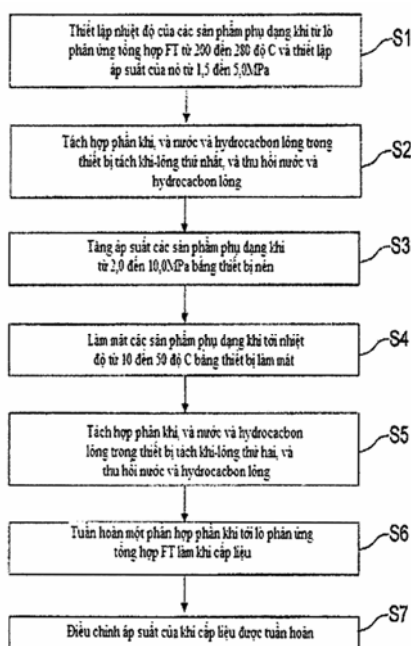 Thiết lập nhiệt độ của các sản phẩm phụ dạng khí từ lò
phản ứng tổng hợp FT từ 200 đến 280 độ C và thiết lập
áp suất của nó từ 1,5 đến 5,0MPa
S1
Tách hợp phần khí, và nước và hydrocacbon lỏng trong
thiết bị tách khí-lỏng thứ nhất, và thu hồi nước và
hydrocacbon lỏng
S2
Tăng áp suất các sản phẩm phụ dạng khí
từ 2,0 đến 10,0MPa bằng thiết bị nén
S3
Làm mát các sản phẩm phụ dạng khí tới nhiệt
độ từ 10 đến 50 độ C bằng thiết bị làm mát
S4
Tách hợp phần khí, và nước và hydrocacbon
lỏng trong thiết bị tách khí-lỏng thứ hai, và
thu hồi nước và hydrocacbon lỏng
S5
Tuần hoàn một phần hợp phần khí tới lò phản ứng
tổng hợp FT làm khí cấp liệu
S6
Điều chỉnh áp suất của khí cấp liệu được tuần hoàn
S7